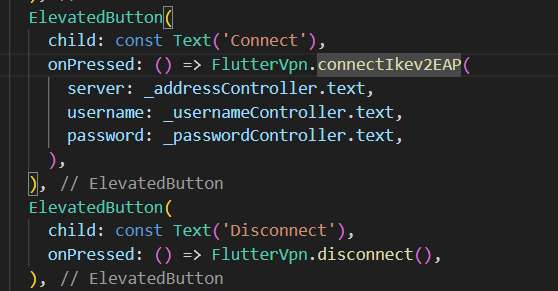 ElevatedButton(
child: const Text('Connect'),
onPressed: () => FlutterVpn.connectIkev2EAP(
server: _addressController.text,
username: _usernameController.text,
password: _passwordController.text,
),
), // ElevatedButton
ElevatedButton(
child: const Text('Disconnect'),
onPressed: () => FlutterVpn.disconnect(),
), // ElevatedButton